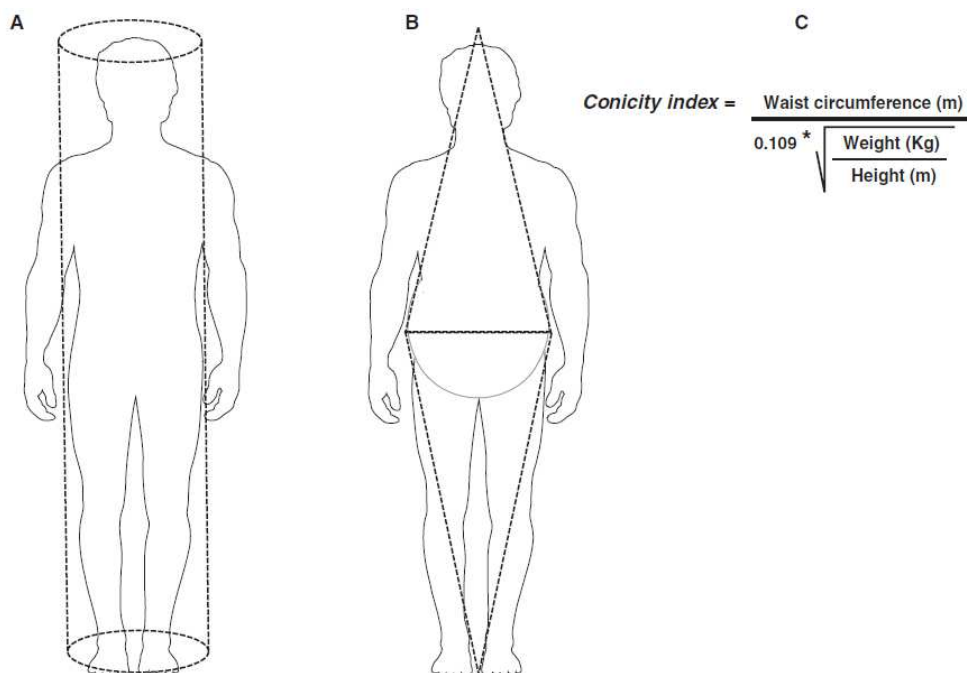 A
B
C
Conicity index = Waist circumference (m)
0.109 * √ Weight (Kg)
Height (m)